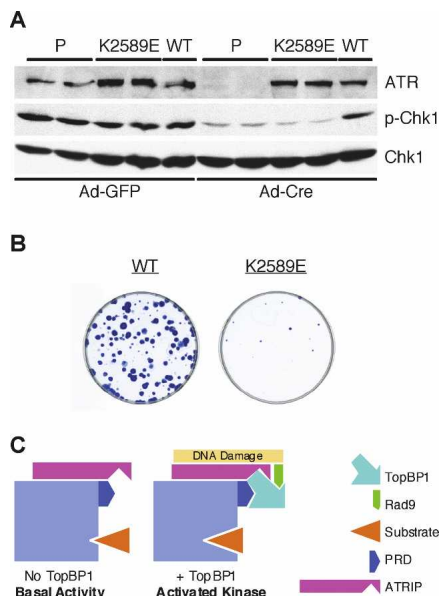 A
P K2589E WT P K2589E WT
ATR
p-Chk1
Chk1
Ad-GFP Ad-Cre
B
WT K2589E
C
DNA Damage
TopBP1
Rad9
Substrate
PRD
ATRIP
No TopBP1 + TopBP1
Basal Activity Activated Kinase